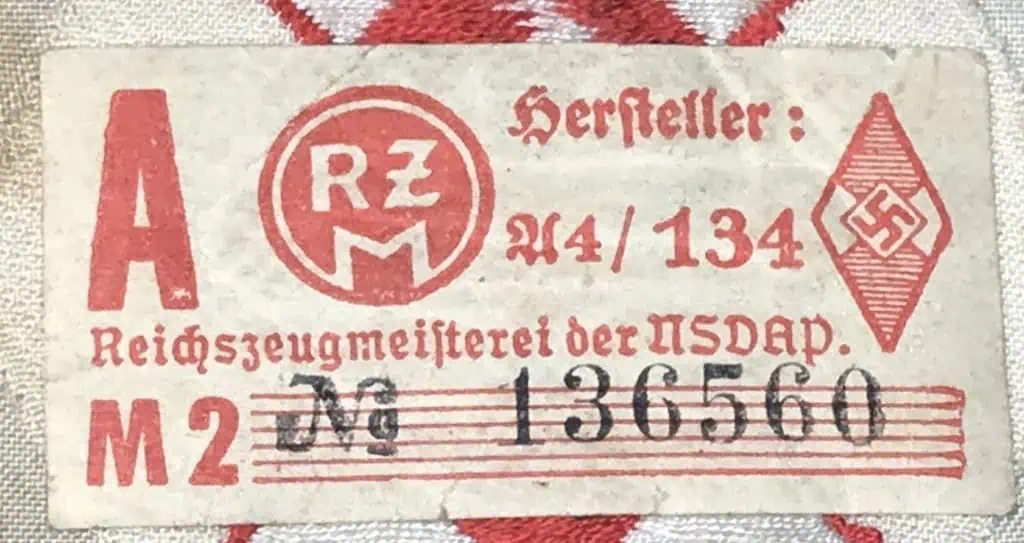 A
RZM
Hersteller:
A4/134
Reichszeugmeisterei der NSDAP.
M2 № 136560